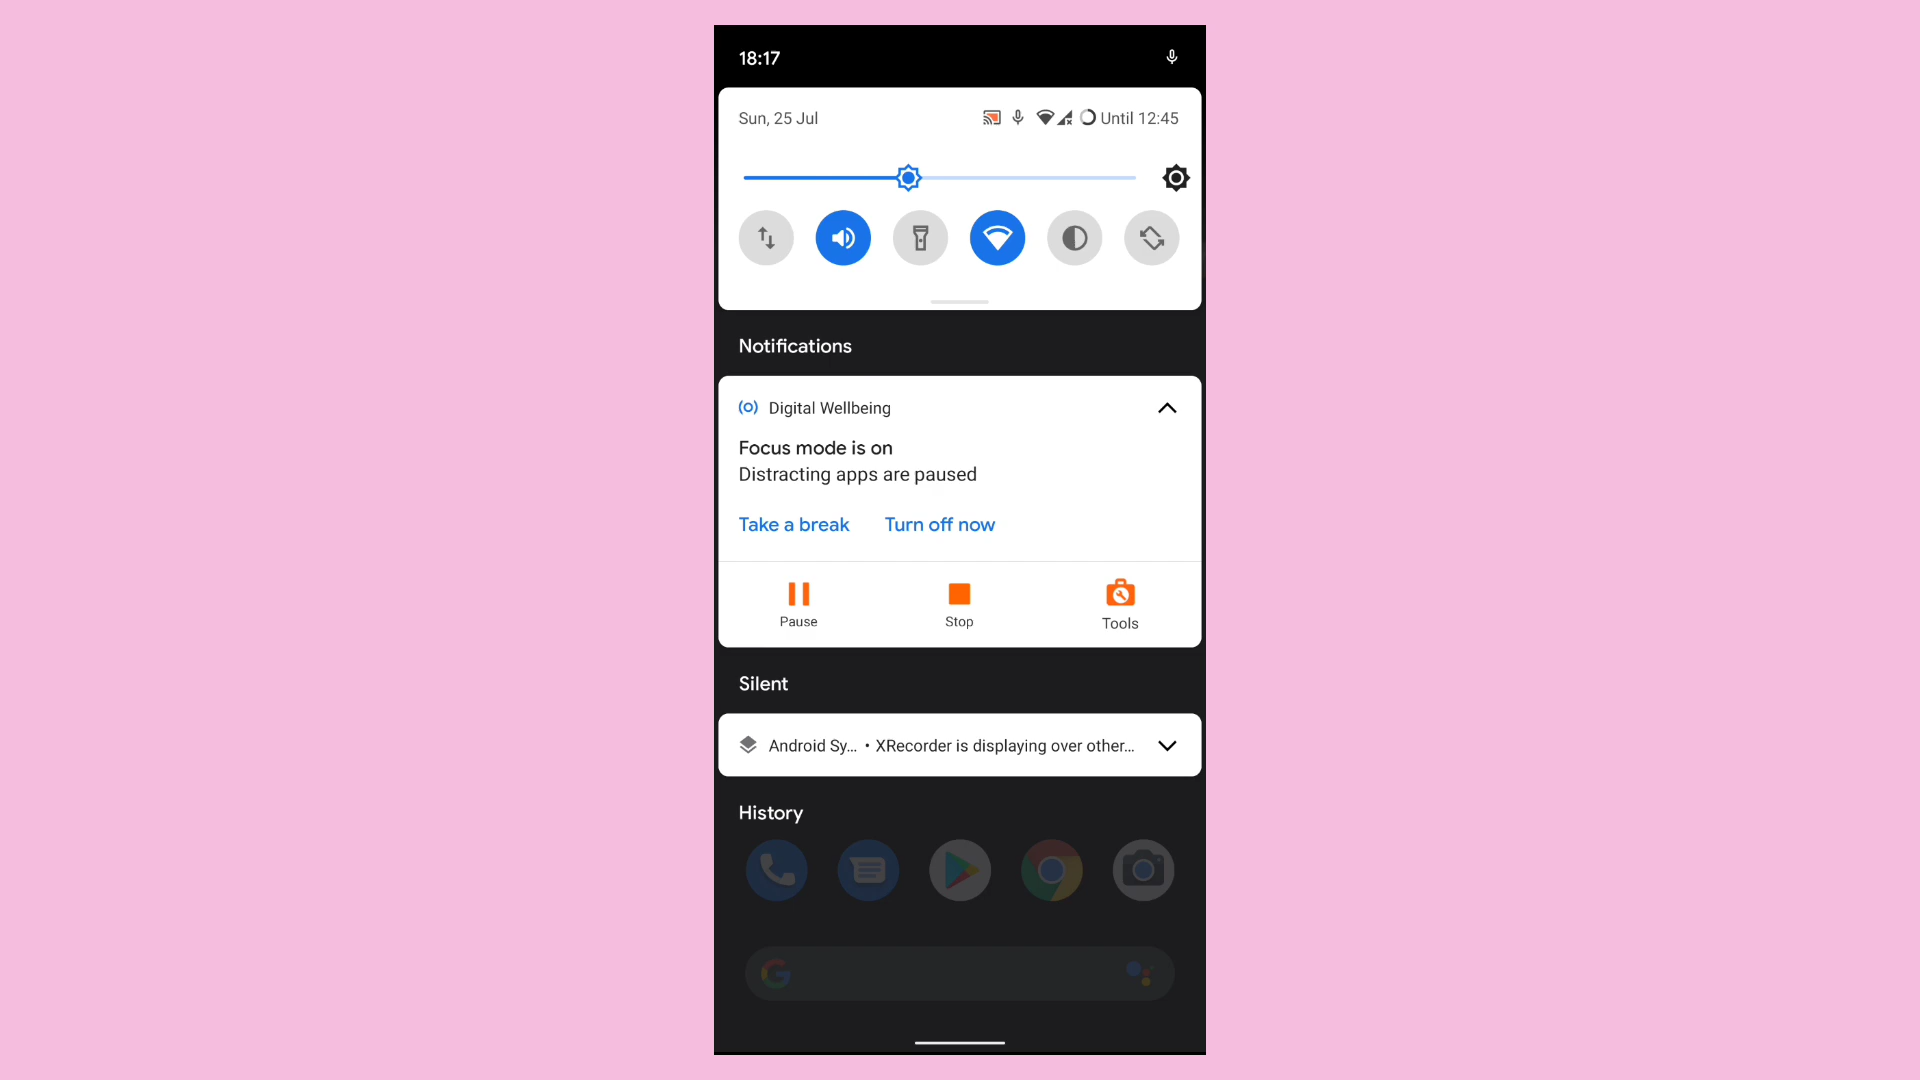 18:17
Sun, 25 Jul
Until 12:45
Notifications
Digital Wellbeing
Focus mode is on
Distracting apps are paused
Take a break Turn off now
Pause Stop Tools
Silent
Android Sy... • XRecorder is displaying over other...
History